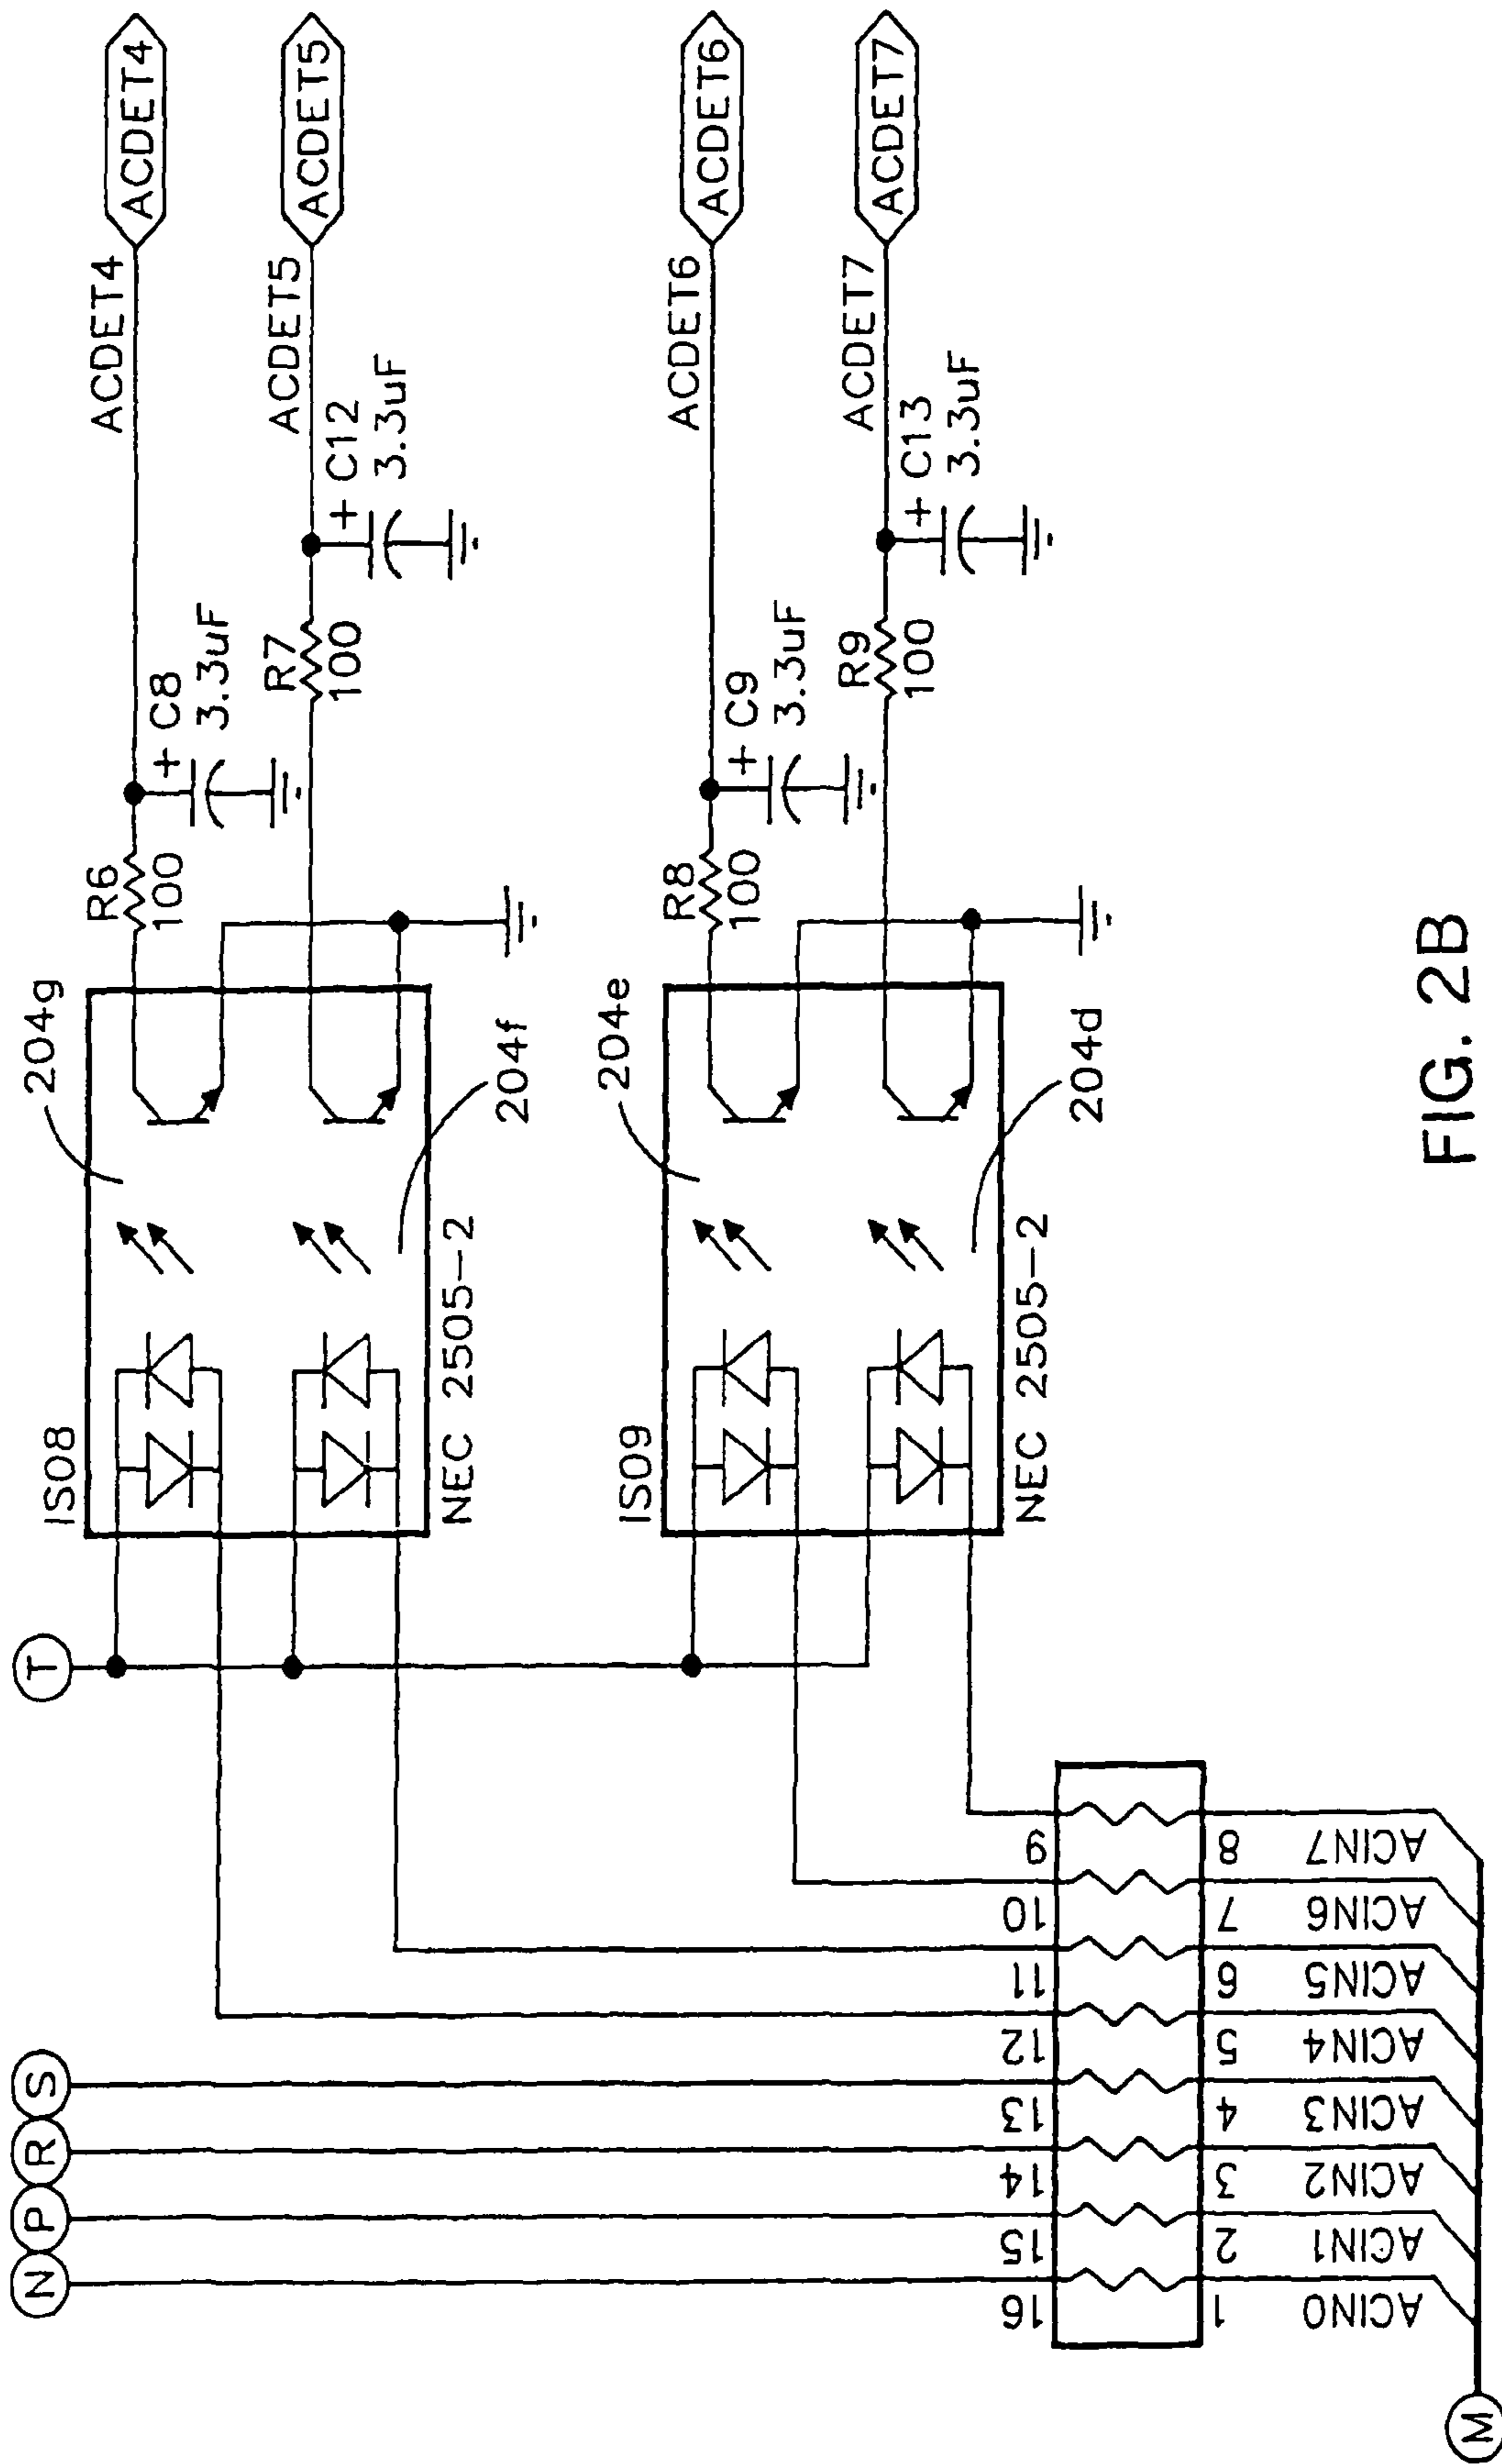 ACDET4
ACDET4
ACDET5
ACDET5
C8
3.3uF
C12
3.3uF
R6
100
R7
100
204g
204f
IS08
NEC 2505-2
ACDET6
ACDET6
ACDET7
ACDET7
C9
3.3uF
C13
3.3uF
R8
100
R9
100
204e
204d
IS09
NEC 2505-2
T
N
P
R
S
16
15
14
13
12
11
10
9
1
2
3
4
5
6
7
8
ACIN0
ACIN1
ACIN2
ACIN3
ACIN4
ACIN5
ACIN6
ACIN7
M
FIG. 2B